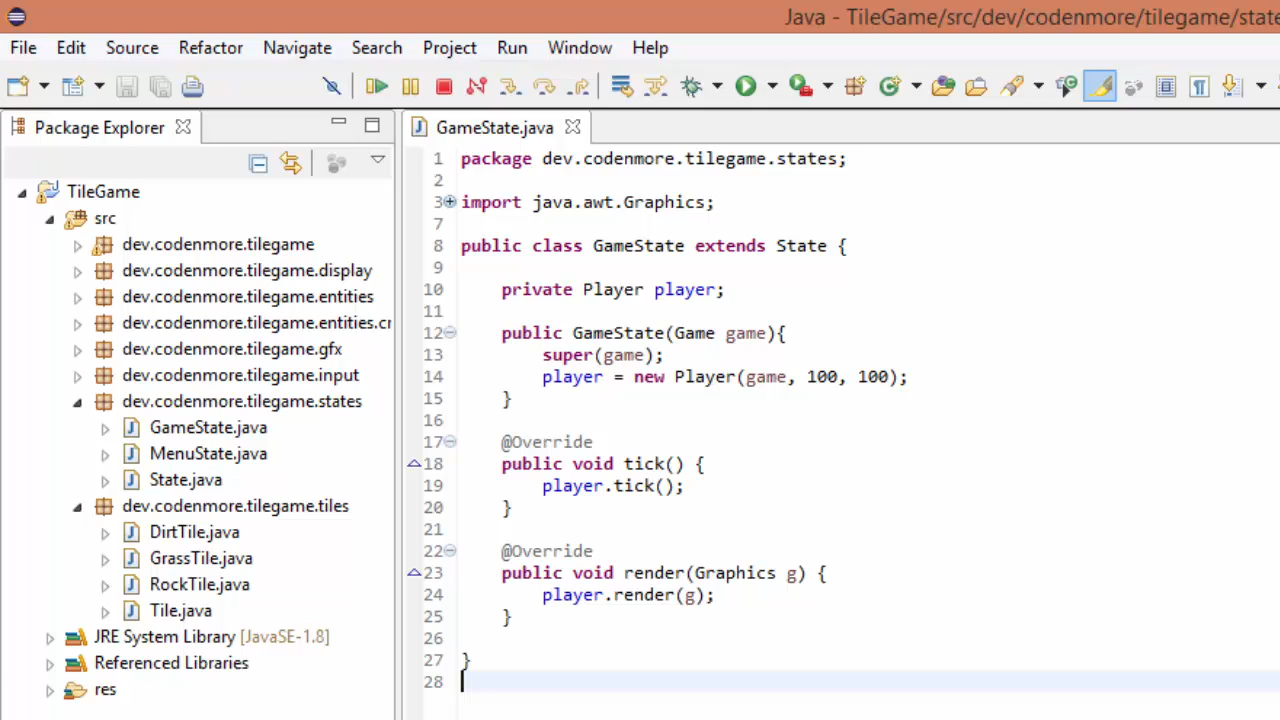 Java - TileGame/src/dev/codenmore/tilegame/state
File Edit Source Refactor Navigate Search Project Run Window Help
Package Explorer
TileGame
src
dev.codenmore.tilegame
dev.codenmore.tilegame.display
dev.codenmore.tilegame.entities
dev.codenmore.tilegame.entities.cr
dev.codenmore.tilegame.gfx
dev.codenmore.tilegame.input
dev.codenmore.tilegame.states
GameState.java
MenuState.java
State.java
dev.codenmore.tilegame.tiles
DirtTile.java
GrassTile.java
RockTile.java
Tile.java
JRE System Library [JavaSE-1.8]
Referenced Libraries
res
GameState.java
1 package dev.codenmore.tilegame.states;
2
3 import java.awt.Graphics;
7
8 public class GameState extends State {
9
10 private Player player;
11
12 public GameState(Game game){
13 super(game);
14 player = new Player(game, 100, 100);
15 }
16
17 @Override
18 public void tick() {
19 player.tick();
20 }
21
22 @Override
23 public void render(Graphics g) {
24 player.render(g);
25 }
26
27 }
28